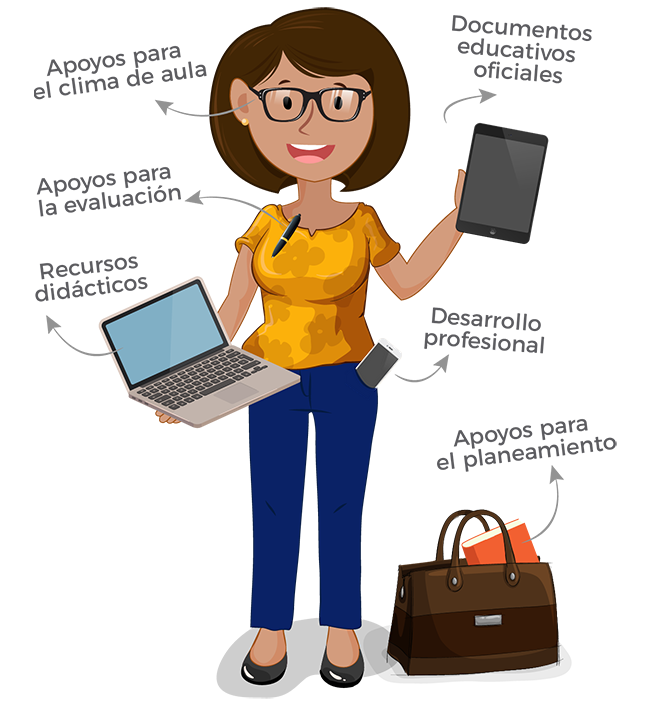 Apoyos para
el clima de aula
Documentos
educativos
oficiales
Apoyos para
la evaluación
Recursos
didácticos
Desarrollo
profesional
Apoyos para
el planeamiento